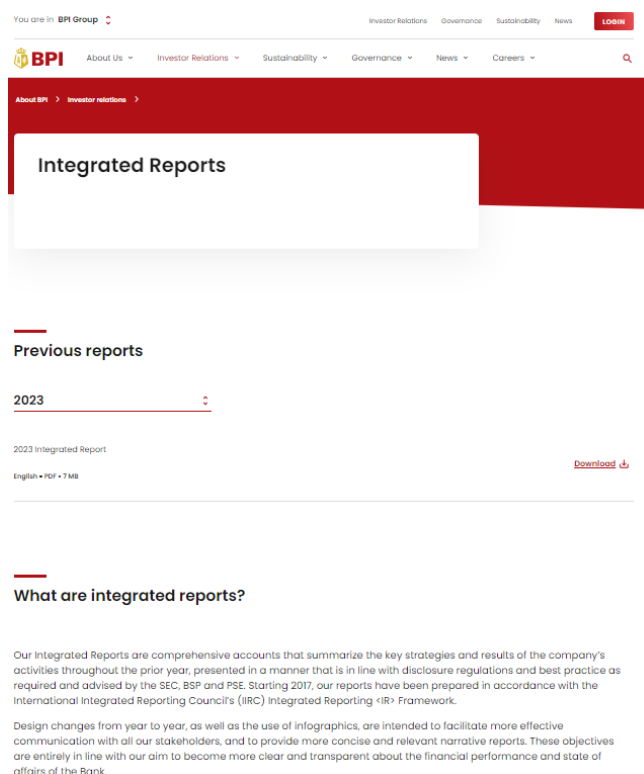 You are in BPI Group
Investor Relations Governance Sustainability News LOGIN
BPI About Us Investor Relations Sustainability Governance News Careers
About BPI > Investor relations >
Integrated Reports
Previous reports
2023
2023 Integrated Report
Download
English • PDF • 7 MB
What are integrated reports?
Our Integrated Reports are comprehensive accounts that summarize the key strategies and results of the company's
activities throughout the prior year, presented in a manner that is in line with disclosure regulations and best practice as
required and advised by the SEC, BSP and PSE. Starting 2017, our reports have been prepared in accordance with the
International Integrated Reporting Council's (IIRC) Integrated Reporting <IR> Framework.
Design changes from year to year, as well as the use of infographics, are intended to facilitate more effective
communication with all our stakeholders, and to provide more concise and relevant narrative reports. These objectives
are entirely in line with our aim to become more clear and transparent about the financial performance and state of
affairs of the Bank